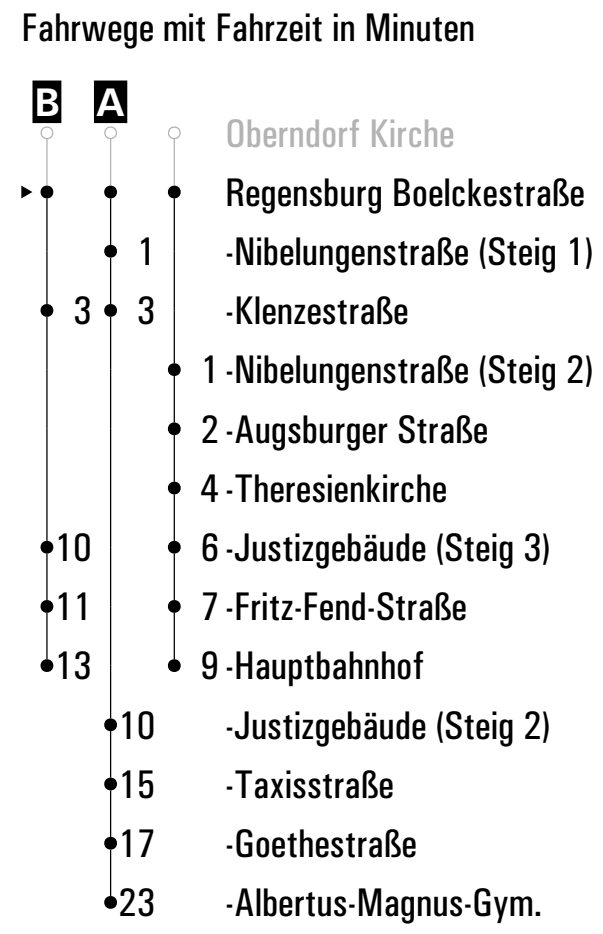 Fahrwege mit Fahrzeit in Minuten
B A
Oberndorf Kirche
Regensburg Boelckestraße
1 -Nibelungenstraße (Steig 1)
3 3 -Klenzestraße
1 -Nibelungenstraße (Steig 2)
2 -Augsburger Straße
4 -Theresienkirche
10 6 -Justizgebäude (Steig 3)
11 7 -Fritz-Fend-Straße
13 9 -Hauptbahnhof
10 -Justizgebäude (Steig 2)
15 -Taxisstraße
17 -Goethestraße
23 -Albertus-Magnus-Gym.